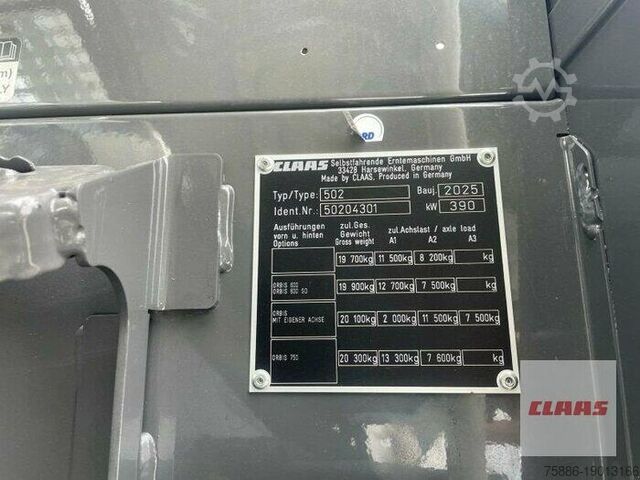 m)
LY
RD
CLAAS Selbstfahrende Erntemaschinen GmbH
33428 Harsewinkel, Germany
Made by CLAAS, Produced in Germany
Typ/Type: 502 Bauj. 2025
Ident.Nr.: 50204301 kW 390
Ausführungen zul.Ges. zul.Achslast / axle load
vorn u. hinten Gewicht A1 A2 A3
Options Gross weight
19 700kg 11 500kg 8 200kg kg
ORBIS 600
ORBIS 600 SD 19 900kg 12 700kg 7 500kg kg
ORBIS
MIT EIGENER ACHSE 20 100kg 2 000kg 11 500kg 7 500kg
ORBIS 750 20 300kg 13 300kg 7 600kg kg
CLAAS
75886-19013166